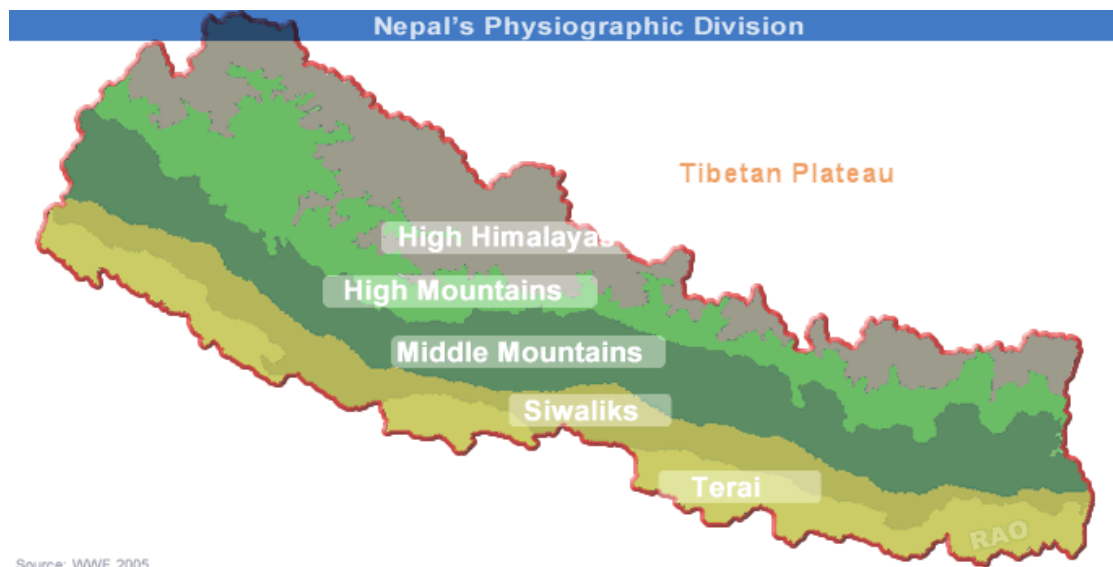 Nepal's Physiographic Division
Tibetan Plateau
High Himalayas
High Mountains
Middle Mountains
Siwaliks
Terai
RAO
Source: WWF 2005